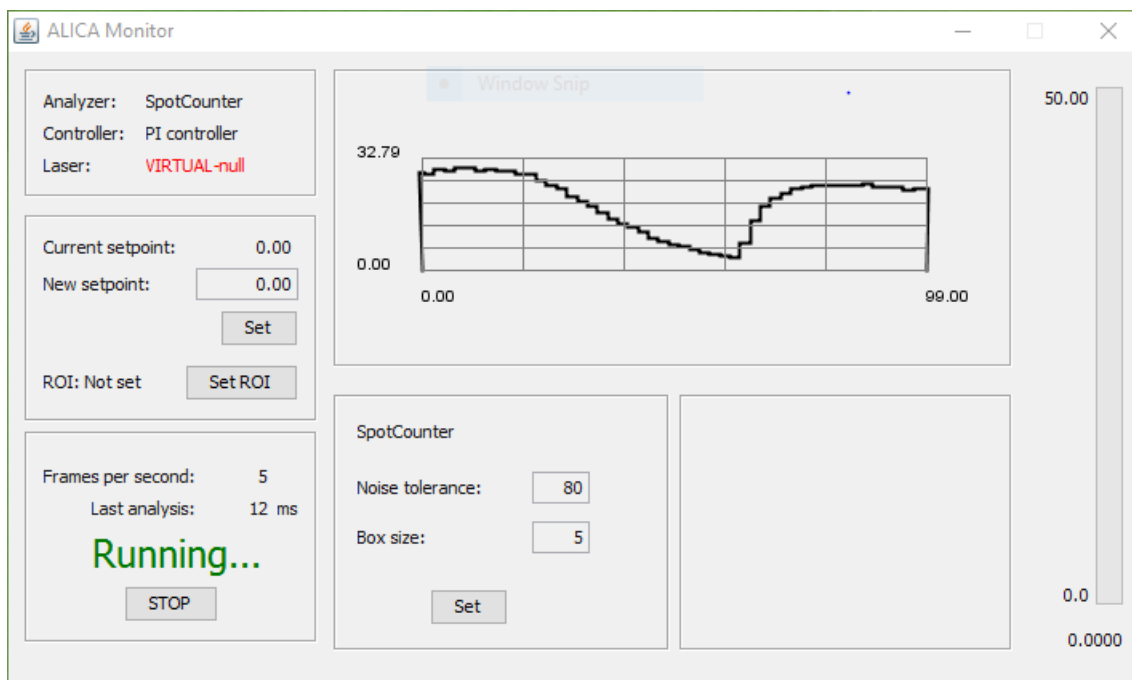 ALICA Monitor
Analyzer: SpotCounter
Controller: PI controller
Laser: VIRTUAL-null
Current setpoint: 0.00
New setpoint: 0.00
Set
ROI: Not set Set ROI
Frames per second: 5
Last analysis: 12 ms
Running...
STOP
Window Snip
32.79
0.00
0.00 99.00
SpotCounter
Noise tolerance: 80
Box size: 5
Set
50.00
0.0
0.0000